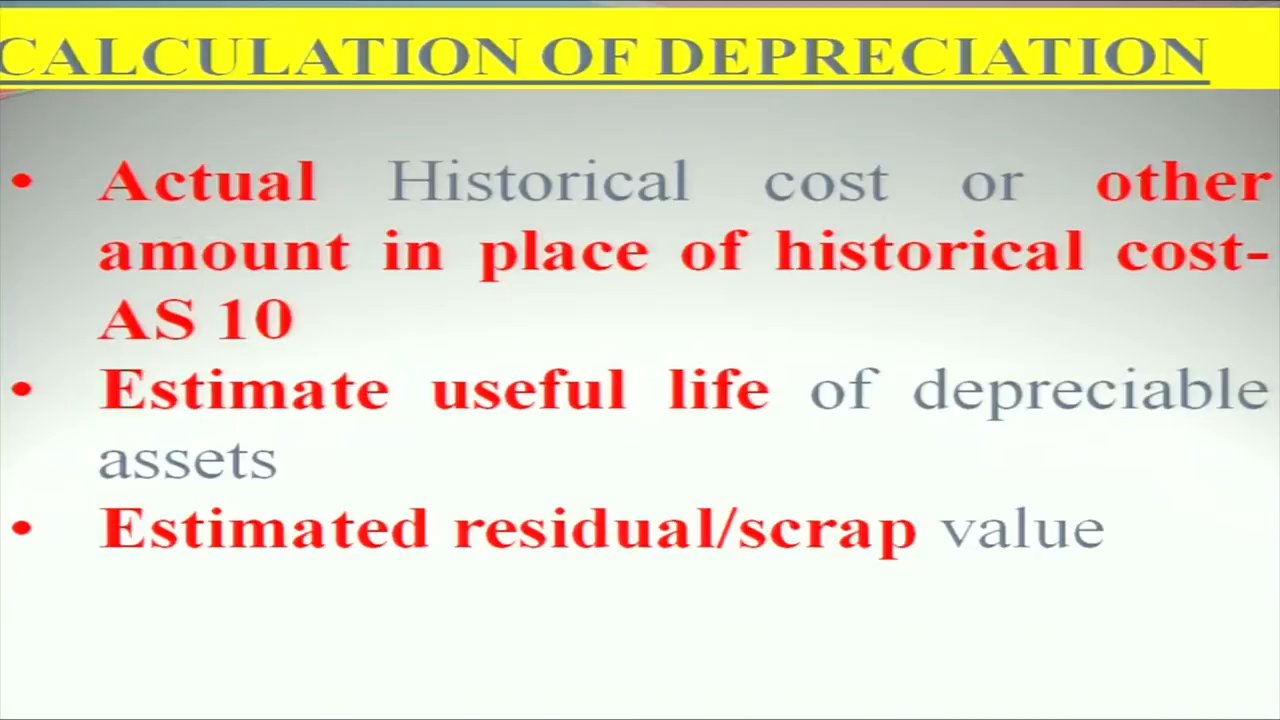 CALCULATION OF DEPRECIATION
• Actual Historical cost or other
amount in place of historical cost-
AS 10
• Estimate useful life of depreciable
assets
• Estimated residual/scrap value